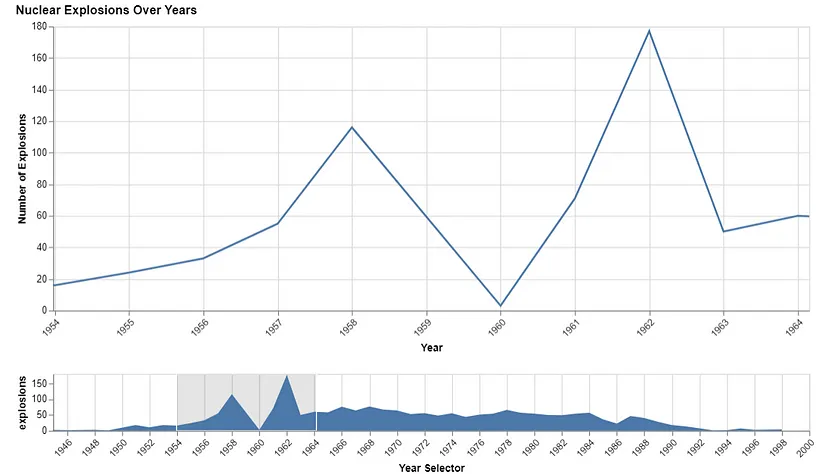 Nuclear Explosions Over Years
180
160
140
120
100
80
60
40
20
0
Number of Explosions
1954 1955 1956 1957 1958 1959 1960 1961 1962 1963 1964
Year
150
100
50
0
explosions
1946 1948 1950 1952 1954 1956 1958 1960 1962 1964 1966 1968 1970 1972 1974 1976 1978 1980 1982 1984 1986 1988 1990 1992 1994 1996 1998 2000
Year Selector